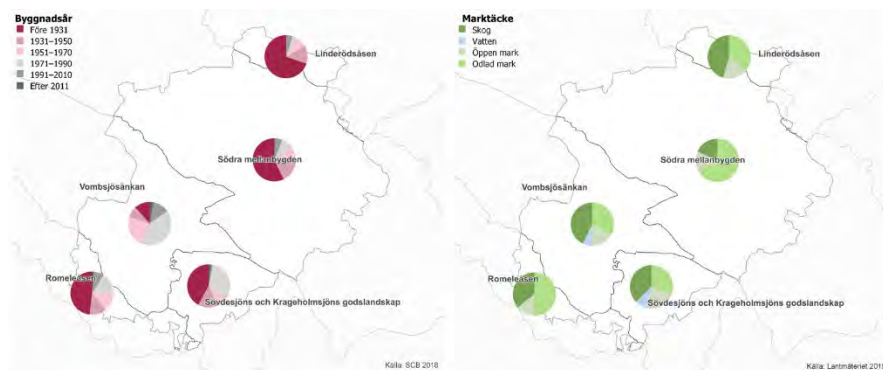 Byggnadsår
Före 1931
1931–1950
1951–1970
1971–1990
1991–2010
Efter 2011
Linderödsåsen
Södra mellanbygden
Vombsjösänkan
Romeleåsen
Sövdesjöns och Krageholmsjöns godslandskap
Källa: SCB 2018
Marktäcke
Skog
Vatten
Öppen mark
Odlad mark
Linderödsåsen
Södra mellanbygden
Vombsjösänkan
Romeleåsen
Sövdesjöns och Krageholmsjöns godslandskap
Källa: Lantmäteriet 2018